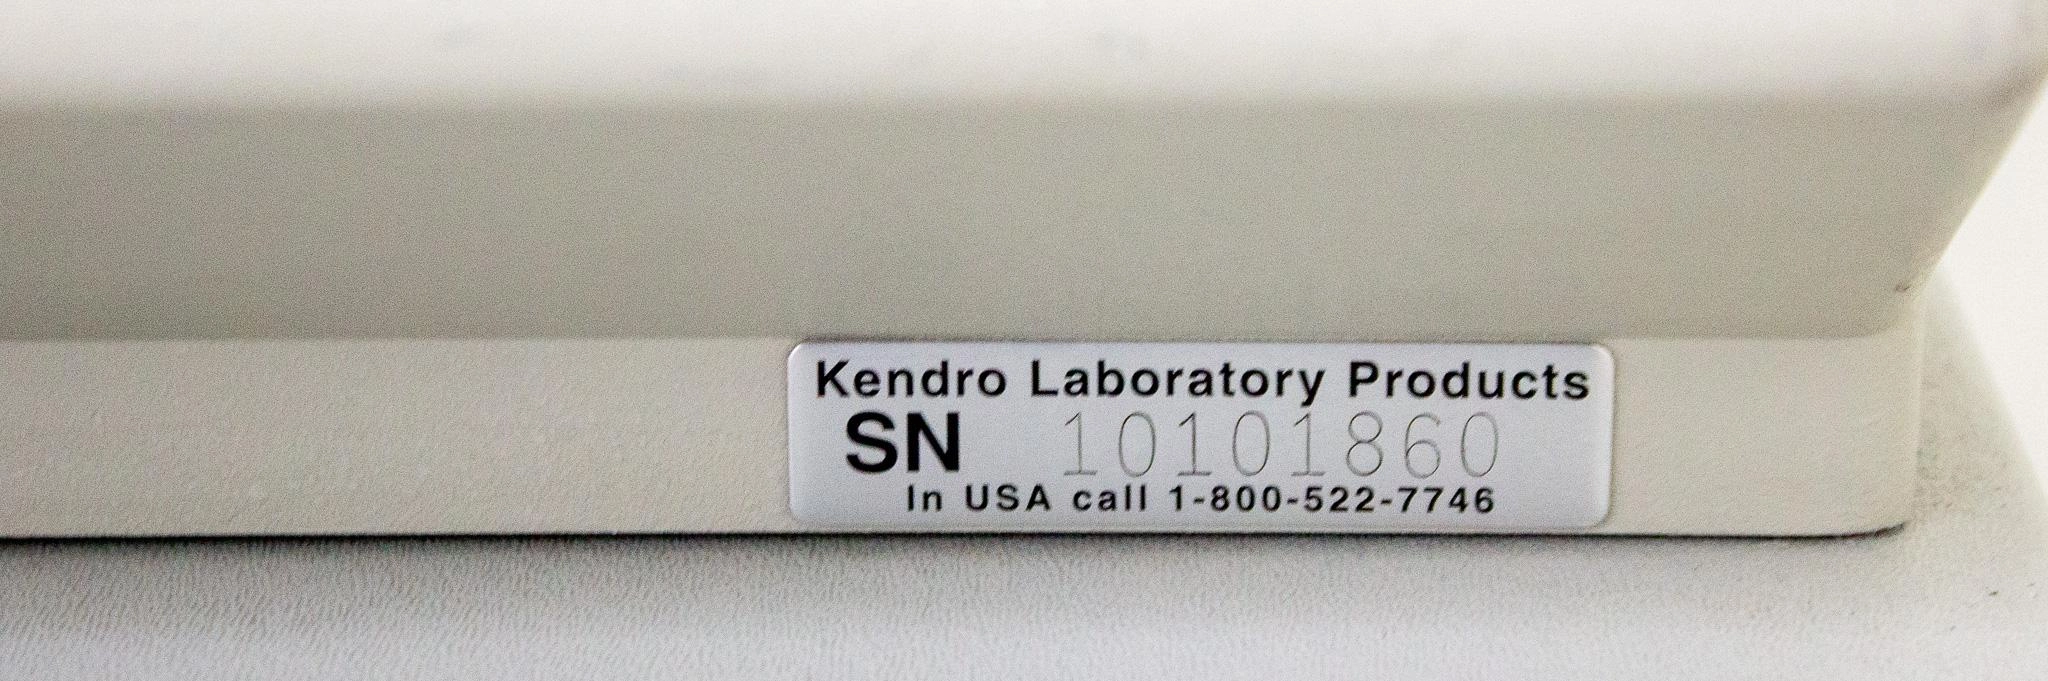 Kendro Laboratory Products
SN 10101860
In USA call 1-800-522-7746